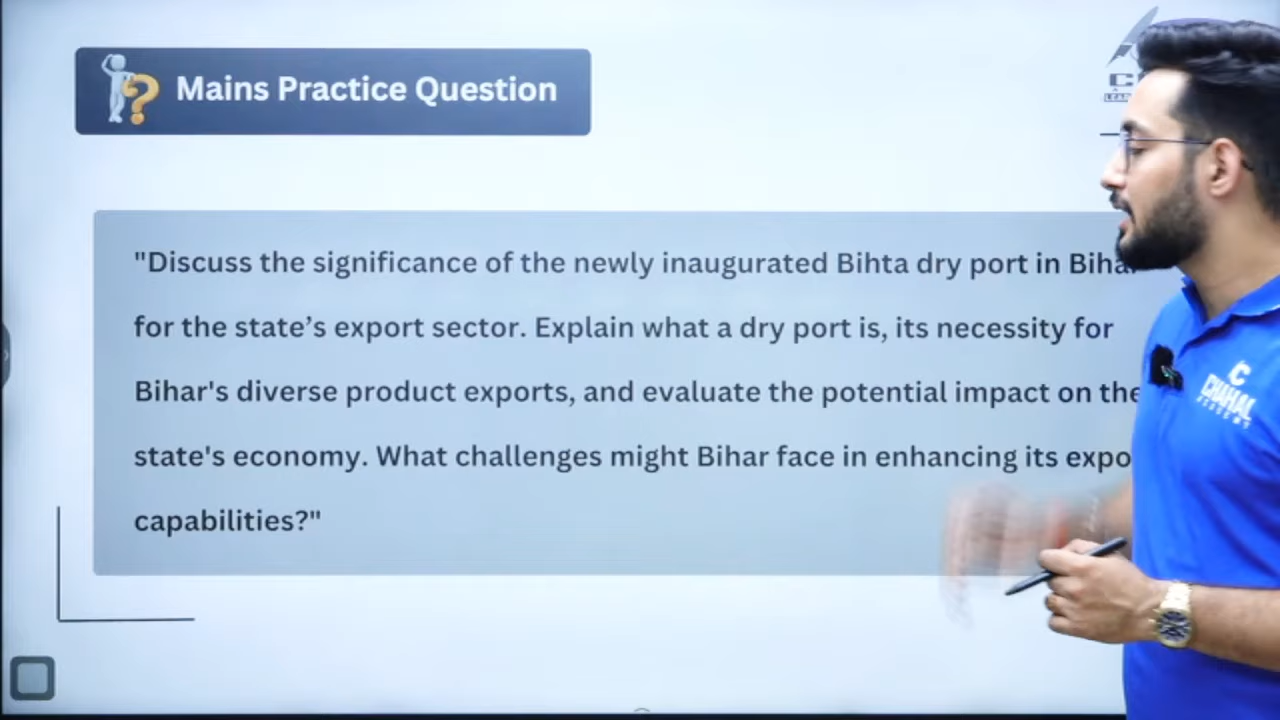 Mains Practice Question
"Discuss the significance of the newly inaugurated Bihta dry port in
for the state’s export sector. Explain what a dry port is, its necessity for
Bihar's diverse product exports, and evaluate the potential impact on the
state's economy. What challenges might Bihar face in enhancing its
capabilities?"
CHAHAL
ACADEMY